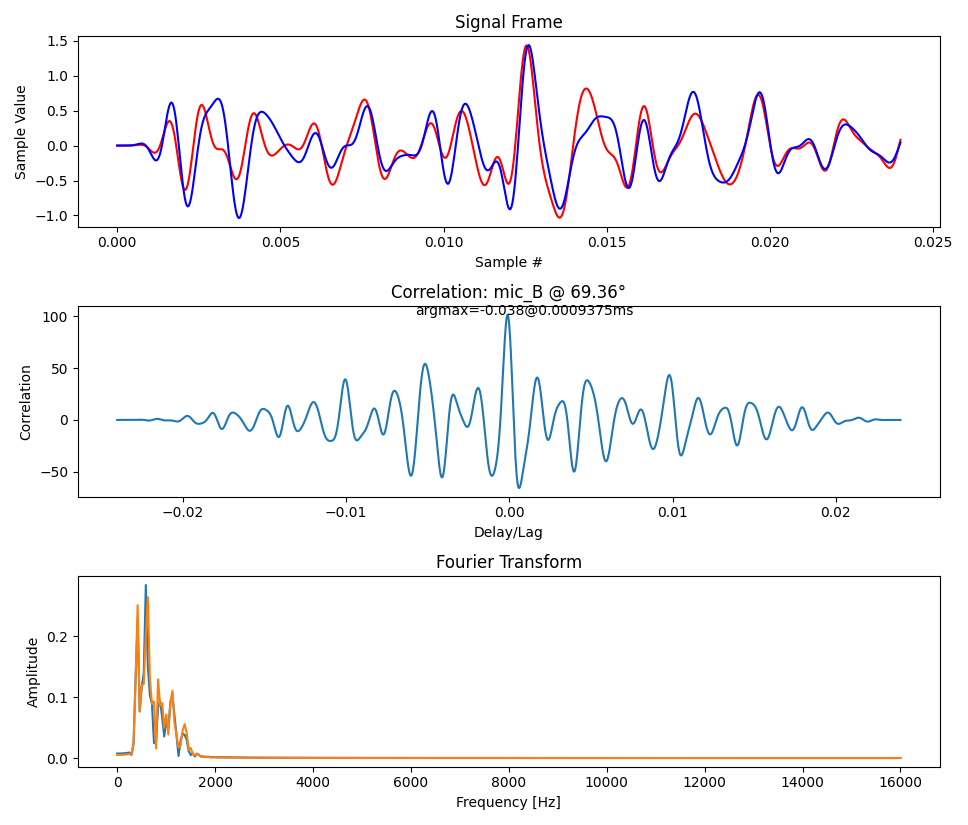 Signal Frame
1.5
1.0
0.5
0.0
−0.5
−1.0
Sample Value
0.000 0.005 0.010 0.015 0.020 0.025
Sample #
Correlation: mic_B @ 69.36°
argmax=-0.038@0.0009375ms
100
50
0
−50
Correlation
−0.02 −0.01 0.00 0.01 0.02
Delay/Lag
Fourier Transform
0.2
0.1
0.0
Amplitude
0 2000 4000 6000 8000 10000 12000 14000 16000
Frequency [Hz]